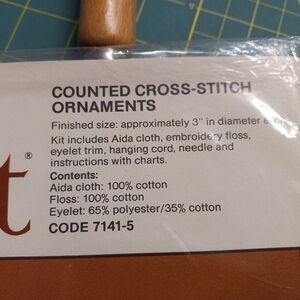 COUNTED CROSS-STITCH
ORNAMENTS
Finished size: approximately 3" in diameter
Kit includes Aida cloth, embroidery floss,
eyelet trim, hanging cord, needle and
instructions with charts.
Contents:
Aida cloth: 100% cotton
Floss: 100% cotton
Eyelet: 65% polyester/35% cotton
CODE 7141-5
t®